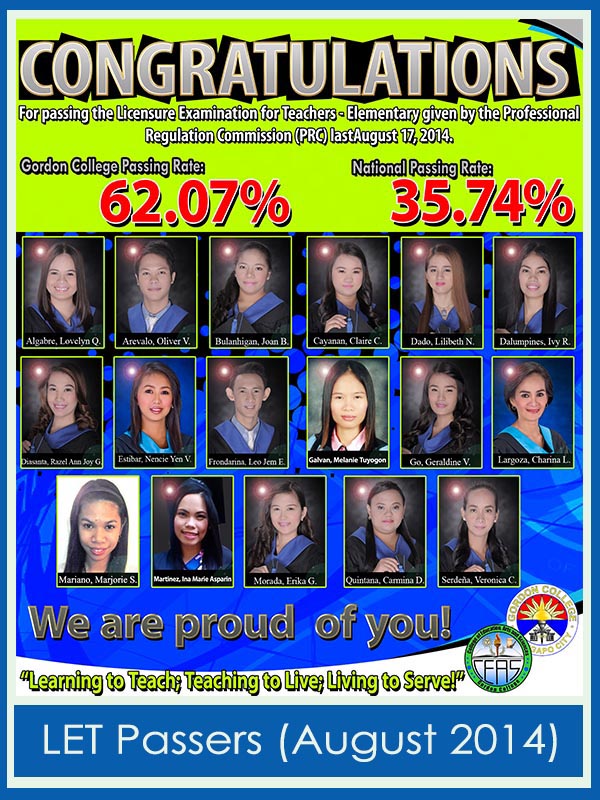 CONGRATULATIONS
For passing the Licensure Examination for Teachers - Elementary given by the Professional
Regulation Commission (PRC) lastAugust 17, 2014.
Gordon College Passing Rate:
62.07%
National Passing Rate:
35.74%
Algabre, Lovelyn Q.
Arevalo, Oliver V.
Bulanhigan, Joan B.
Cayanan, Claire C.
Dado, Lilibeth N.
Dalumpines, Ivy R.
Diasanta, Razel Ann Joy G.
Estibar, Nencie Yen V.
Frondarina, Leo Jem E.
Galvan, Melanie Tuyogon
Go, Geraldine V.
Largoza, Charina L.
Mariano, Marjorie S.
Martinez, Ina Marie Asparin
Morada, Erika G.
Quintana, Carmina D.
Serdeña, Veronica C.
We are proud of you!
GORDON COLLEGE
GAPO CITY
CEAS
Gordon College
“Learning to Teach; Teaching to Live; Living to Serve!”
LET Passers (August 2014)